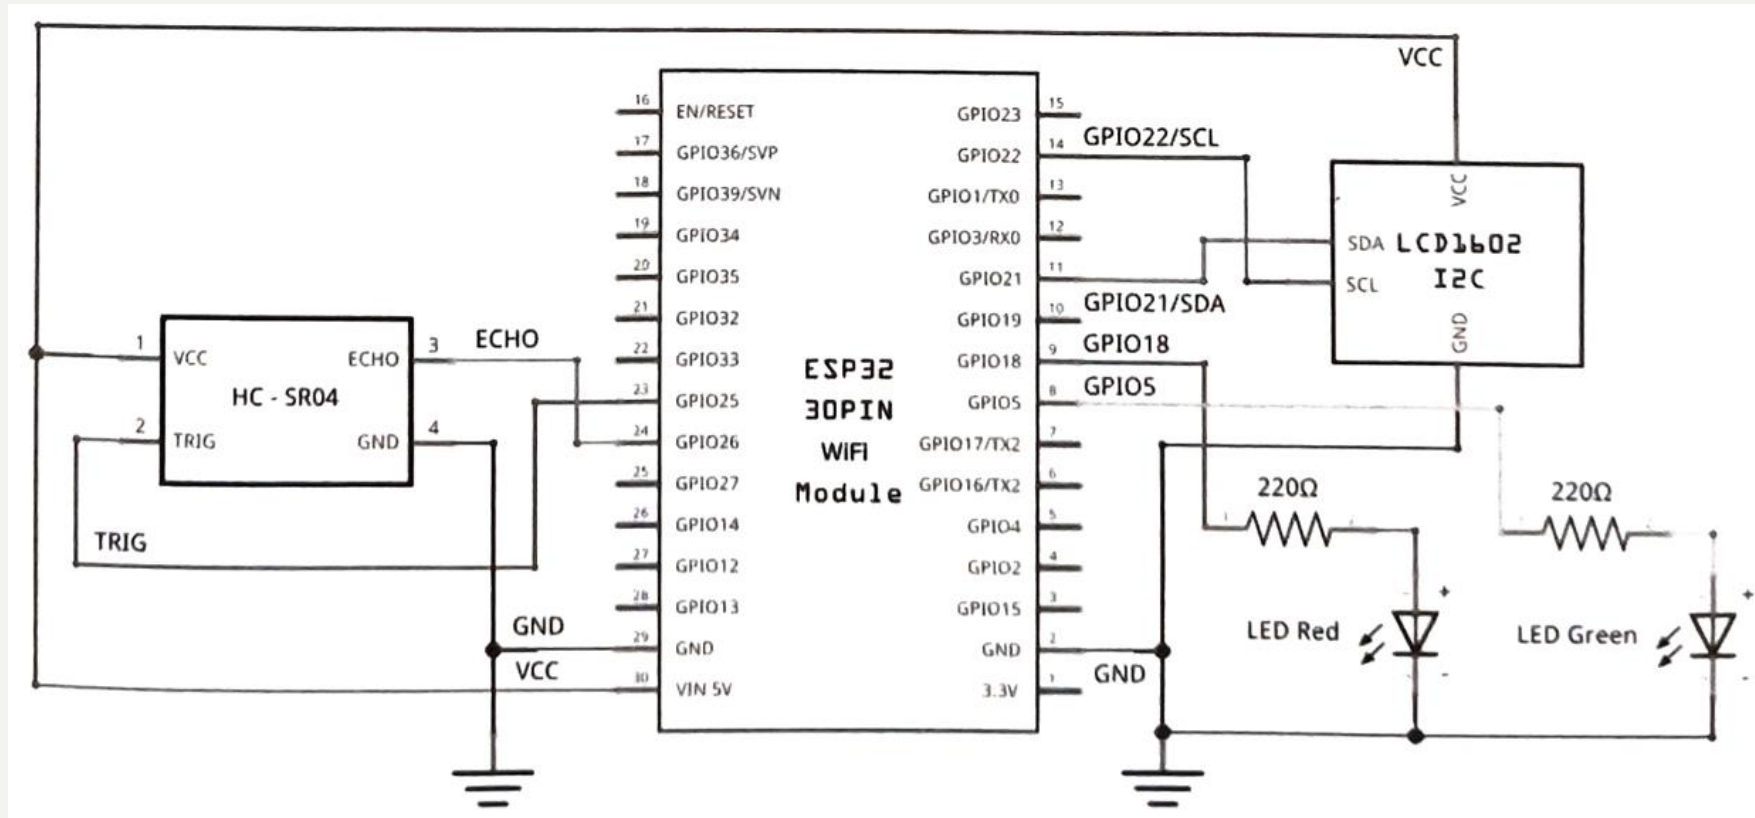 VCC
16 EN/RESET
17 GPIO36/SVP
18 GPIO39/SVN
19 GPIO34
20 GPIO35
21 GPIO32
22 GPIO33
23 GPIO25
24 GPIO26
25 GPIO27
26 GPIO14
27 GPIO12
28 GPIO13
29 GND
30 VIN 5V
ESP32
30PIN
WiFi
Module
GPIO23 15
GPIO22 14
GPIO1/TX0 13
GPIO3/RX0 12
GPIO21 11
GPIO19 10
GPIO18 9
GPIO5 8
GPIO17/TX2 7
GPIO16/TX2 6
GPIO4 5
GPIO2 4
GPIO15 3
GND 2
3.3V 1
GPIO22/SCL
GPIO21/SDA
GPIO18
GPIO5
GND
VCC
SDA LCD1602
SCL I2C
GND
1 VCC
ECHO 3
HC - SR04
2 TRIG
GND 4
ECHO
TRIG
GND
VCC
220Ω
1 2
220Ω
+
LED Red
-
+
LED Green
-